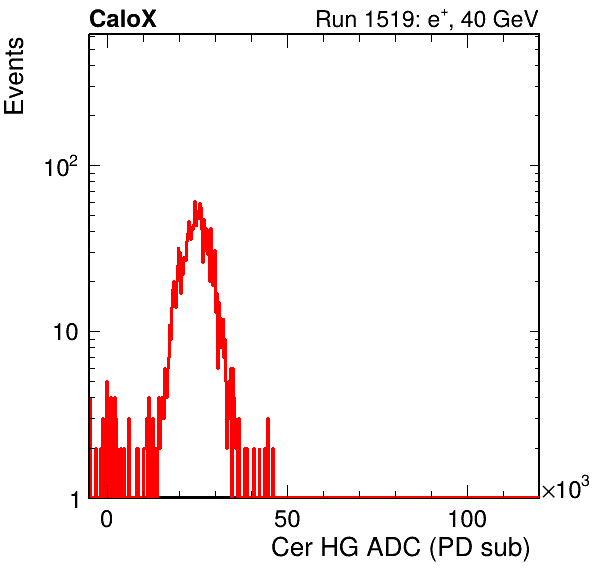 CaloX Run 1519: e⁺, 40 GeV
Events
10²
10
1
0 50 100
×10³
Cer HG ADC (PD sub)